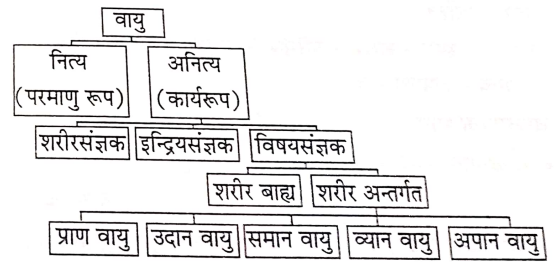 वायु
नित्य अनित्य
(परमाणु रूप) (कार्यरूप)
शरीरसंज्ञक इन्द्रियसंज्ञक विषयसंज्ञक
शरीर बाह्य शरीर अन्तर्गत
प्राण वायु उदान वायु समान वायु व्यान वायु अपान वायु